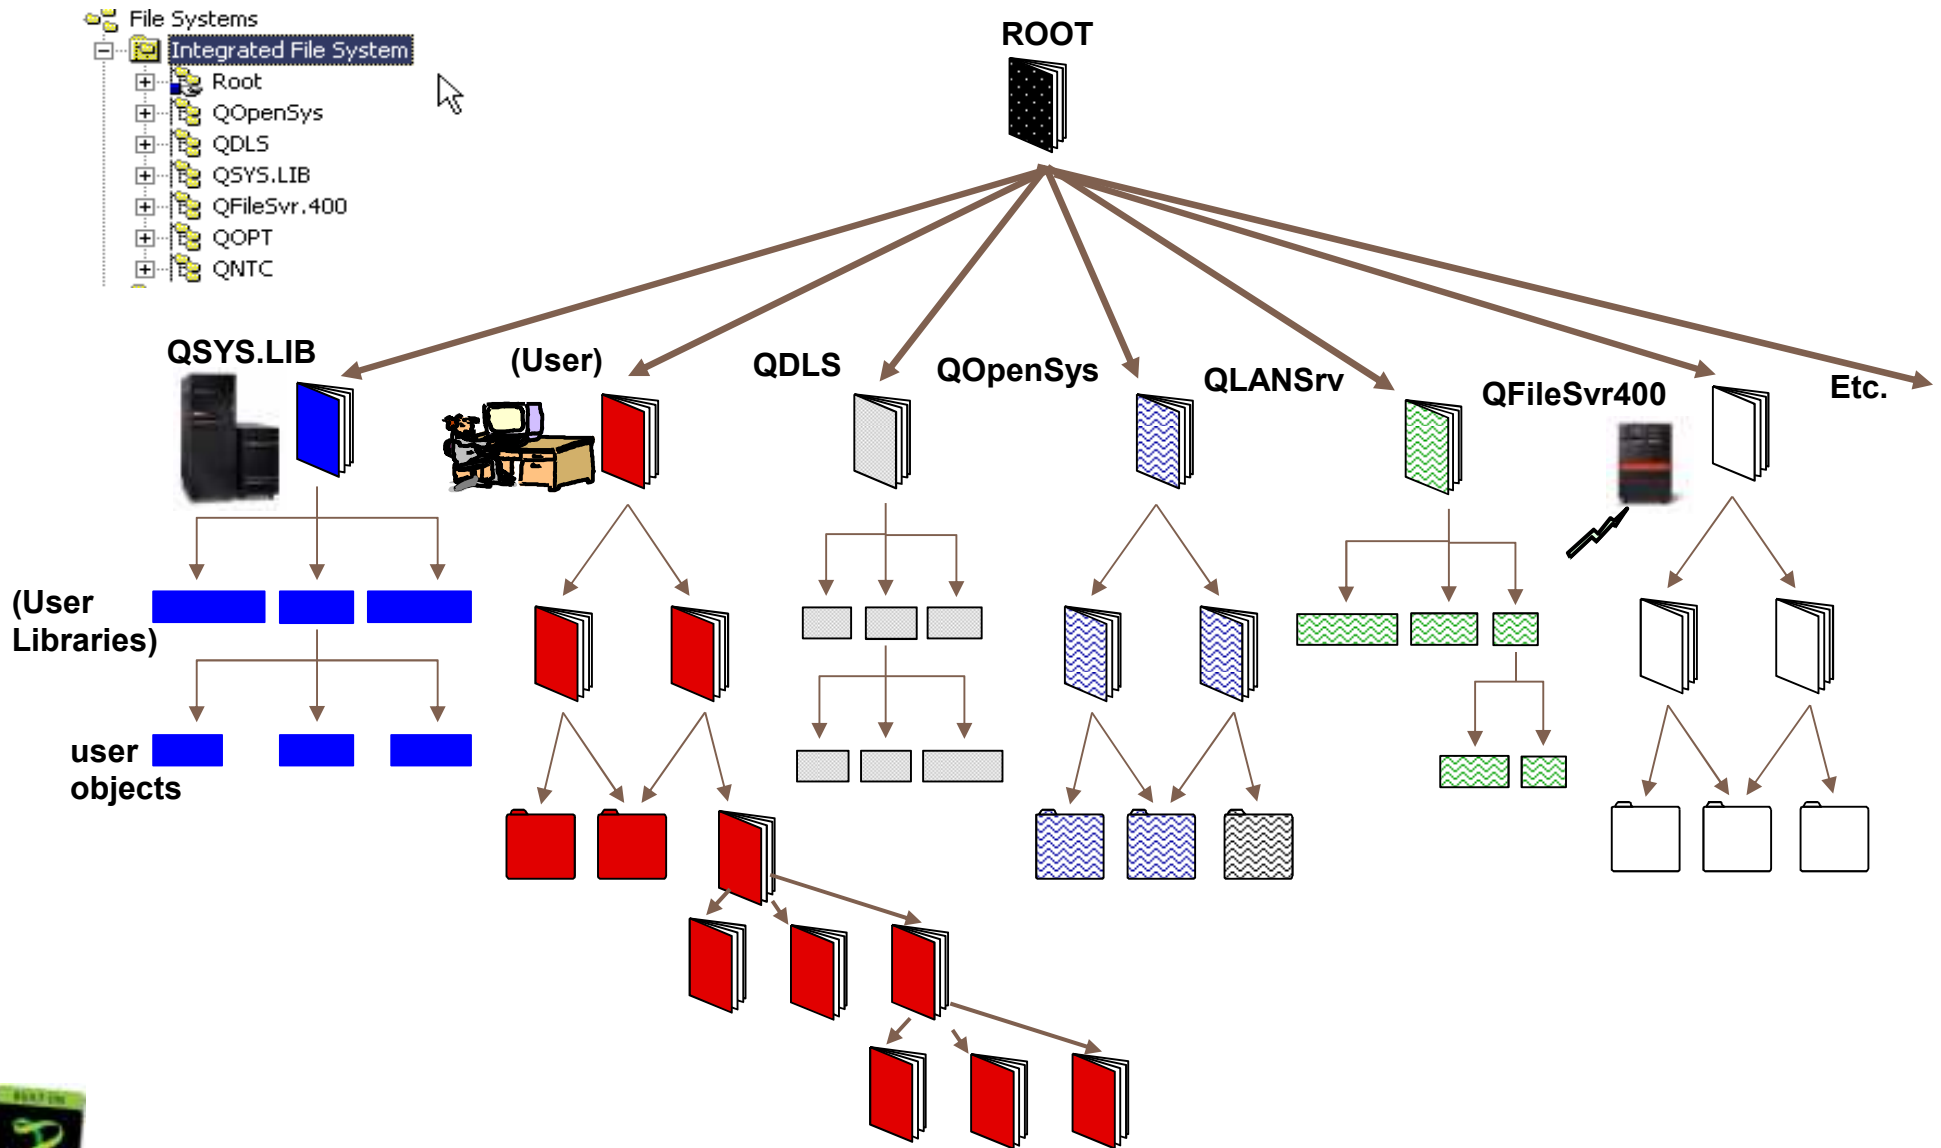 File Systems
Integrated File System
Root
QOpenSys
QDLS
QSYS.LIB
QFileSvr.400
QOPT
QNTC
ROOT
QSYS.LIB
(User)
QDLS
QOpenSys
QLANSrv
QFileSvr400
Etc.
(User
Libraries)
user
objects